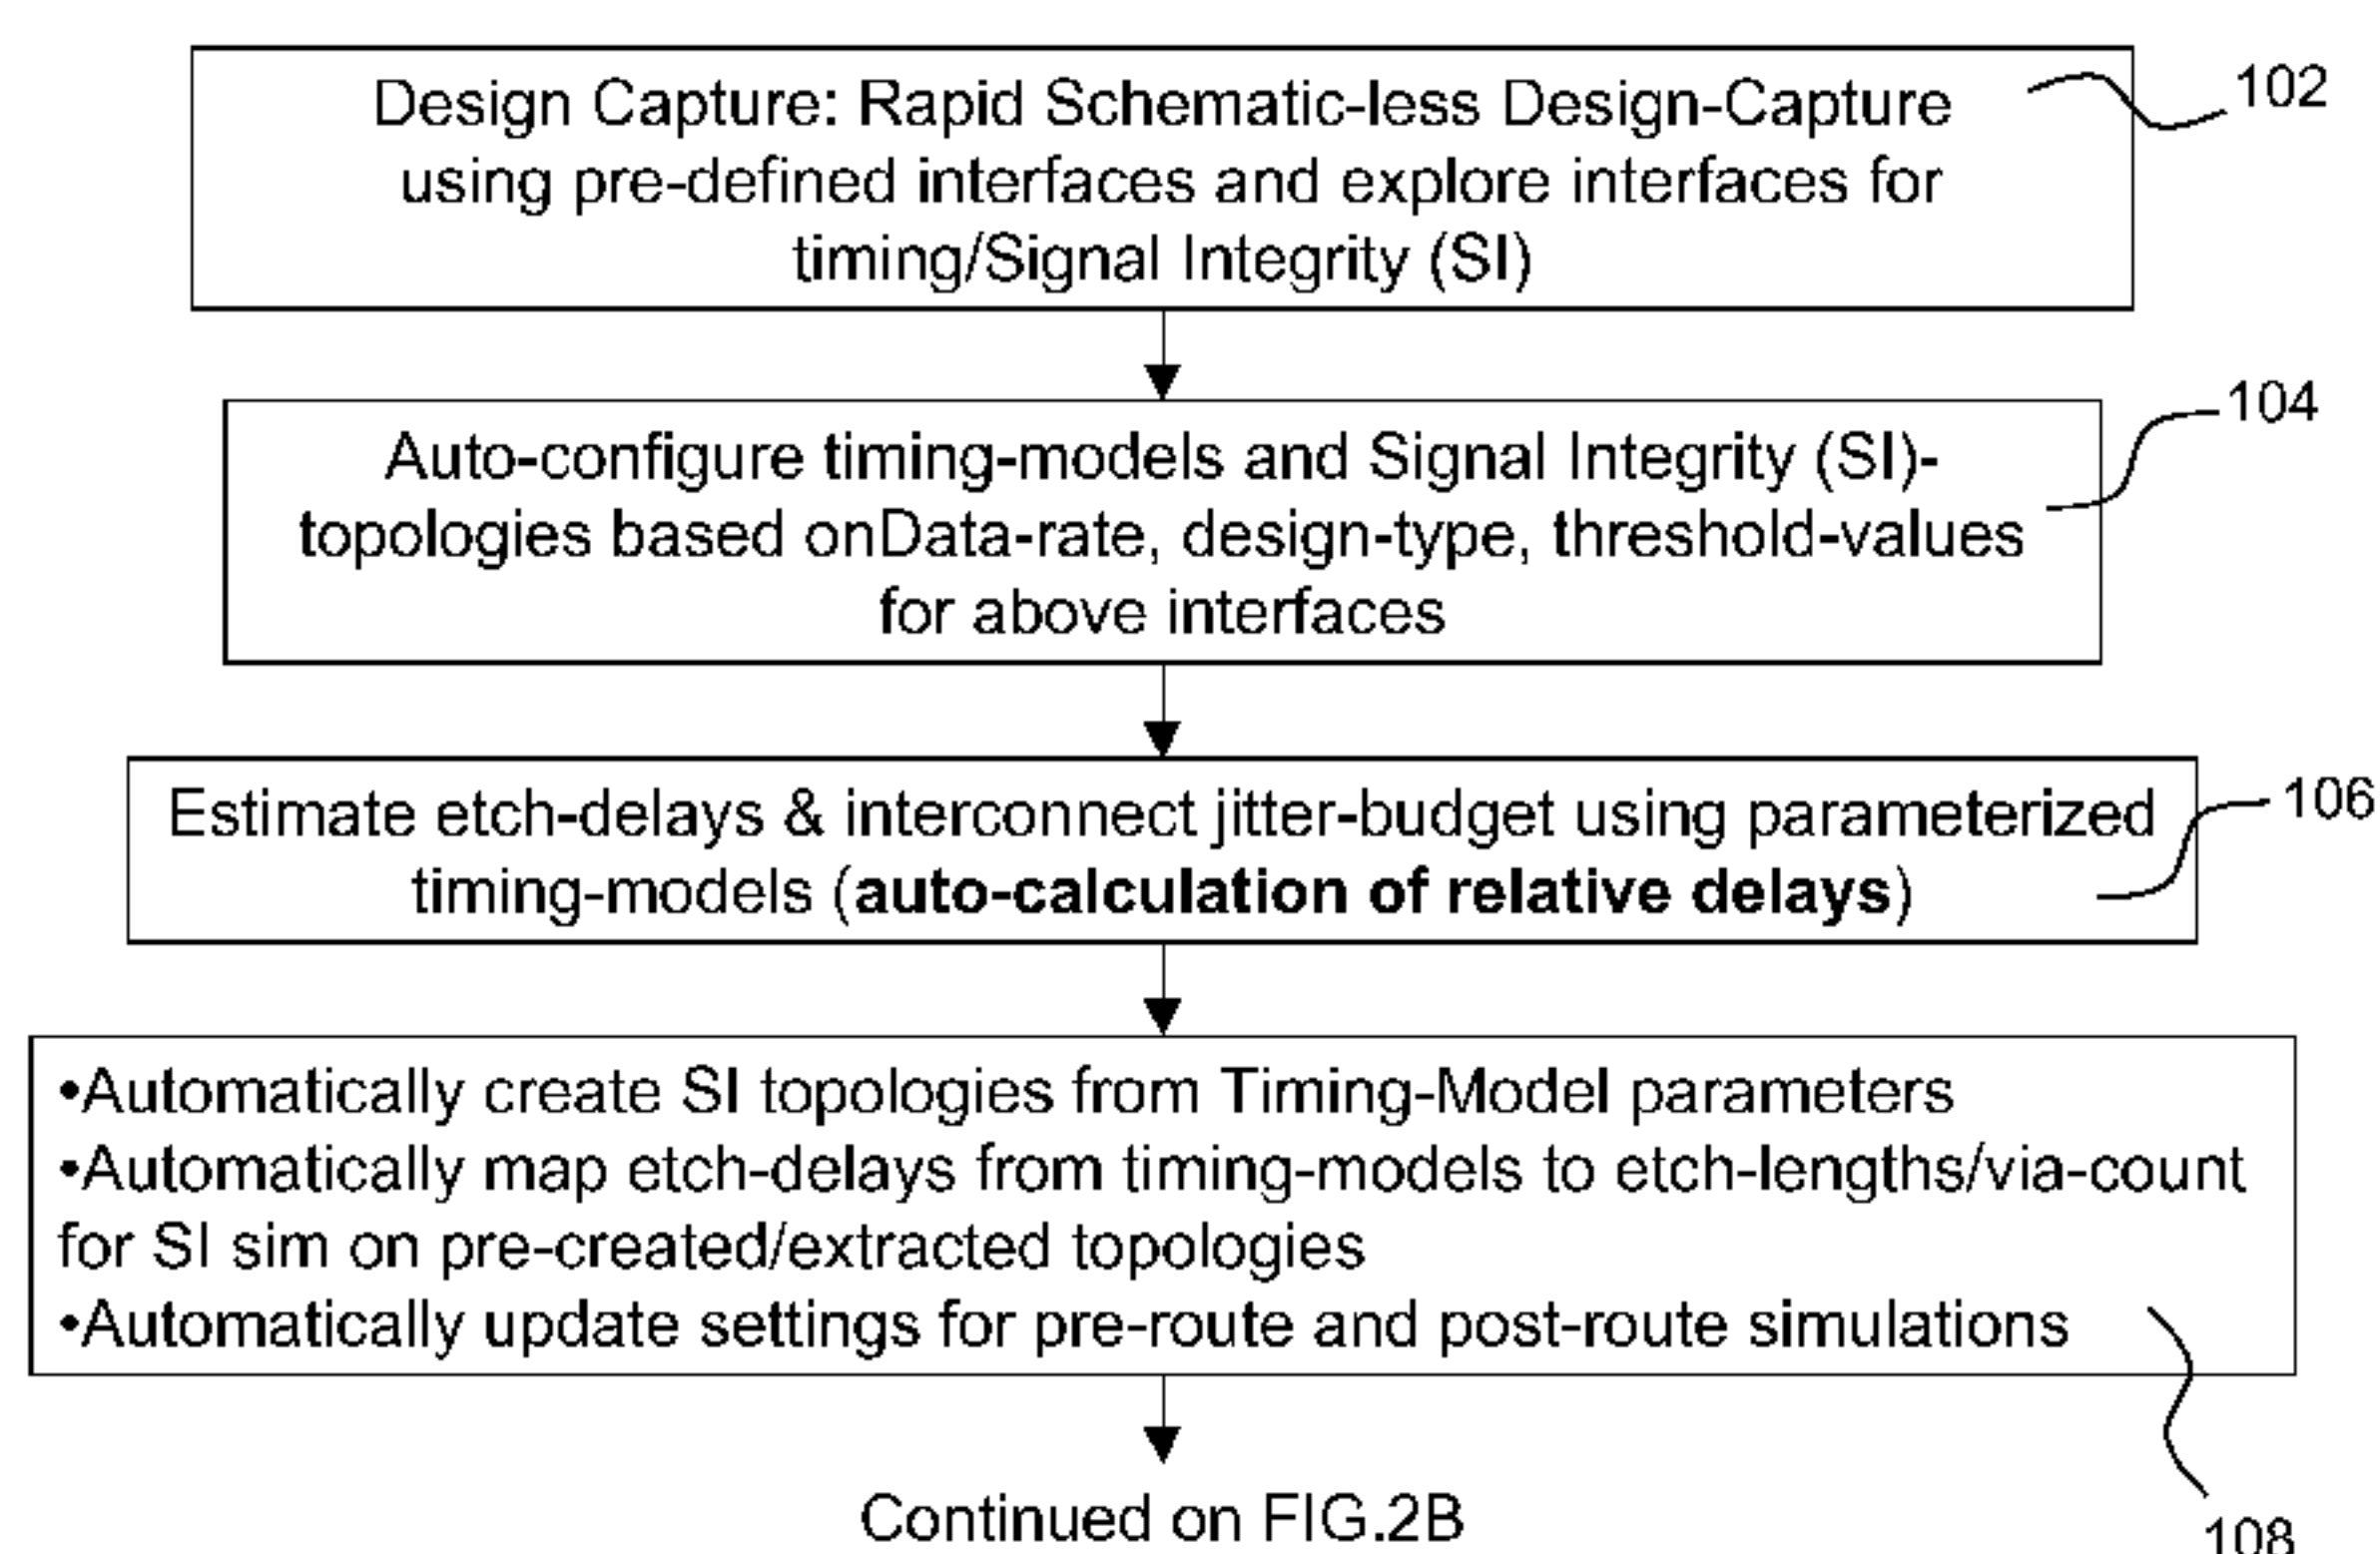 Design Capture: Rapid Schematic-less Design-Capture
using pre-defined interfaces and explore interfaces for
timing/Signal Integrity (SI)
102
Auto-configure timing-models and Signal Integrity (SI)-
topologies based onData-rate, design-type, threshold-values
for above interfaces
104
Estimate etch-delays & interconnect jitter-budget using parameterized
timing-models (auto-calculation of relative delays)
106
•Automatically create SI topologies from Timing-Model parameters
•Automatically map etch-delays from timing-models to etch-lengths/via-count
for SI sim on pre-created/extracted topologies
•Automatically update settings for pre-route and post-route simulations
108
Continued on FIG.2B